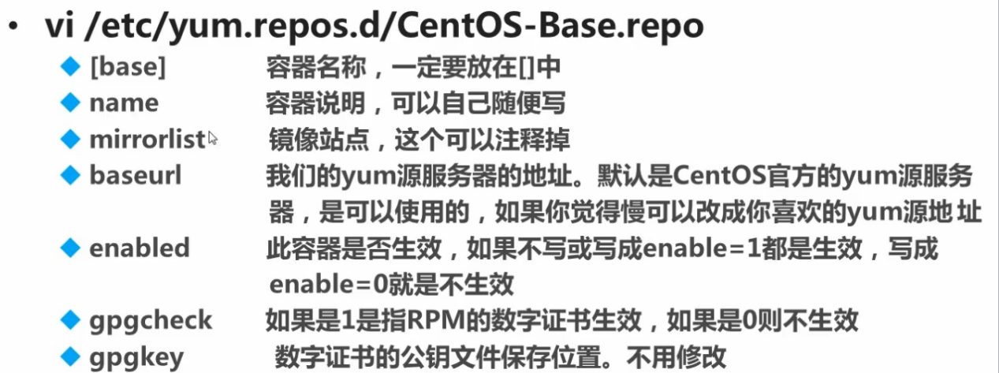 • vi /etc/yum.repos.d/CentOS-Base.repo
[base] 容器名称，一定要放在[]中
name 容器说明，可以自己随便写
mirrorlist 镜像站点，这个可以注释掉
baseurl 我们的yum源服务器的地址。默认是CentOS官方的yum源服务
器，是可以使用的，如果你觉得慢可以改成你喜欢的yum源地址
enabled 此容器是否生效，如果不写或写成enable=1都是生效，写成
enable=0就是不生效
gpgcheck 如果是1是指RPM的数字证书生效，如果是0则不生效
gpgkey 数字证书的公钥文件保存位置。不用修改